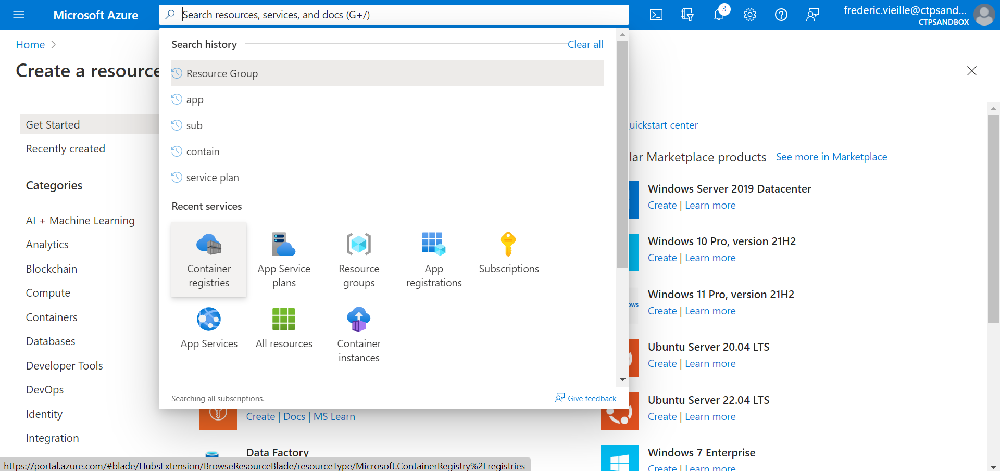 Microsoft Azure
Search resources, services, and docs (G+/)
3
frederic.vieille@ctpsand...
CTPSANDBOX
Home
Create a resource
Get Started
Recently created
Categories
AI + Machine Learning
Analytics
Blockchain
Compute
Containers
Databases
Developer Tools
DevOps
Identity
Integration
Search history
Clear all
Resource Group
app
sub
contain
service plan
Recent services
Container
registries
App Service
plans
Resource
groups
App
registrations
Subscriptions
App Services
All resources
Container
instances
Searching all subscriptions.
Give feedback
Create | Docs | MS Learn
Data Factory
uickstart center
lar Marketplace products
See more in Marketplace
Windows Server 2019 Datacenter
Create | Learn more
Windows 10 Pro, version 21H2
Create | Learn more
ows
Windows 11 Pro, version 21H2
Create | Learn more
Ubuntu Server 20.04 LTS
Create | Learn more
Ubuntu Server 22.04 LTS
Create | Learn more
Windows 7 Enterprise
Create | Learn more
https://portal.azure.com/#blade/HubsExtension/BrowseResourceBlade/resourceType/Microsoft.ContainerRegistry%2Fregistries